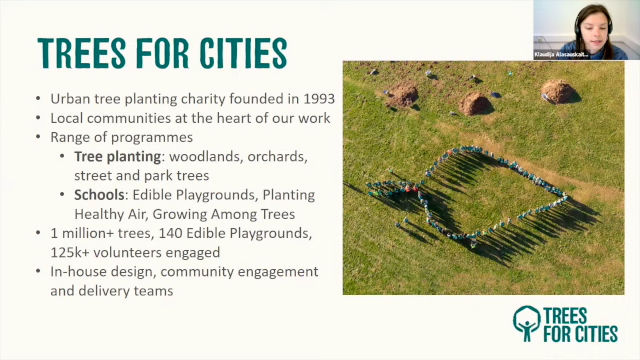 TREES FOR CITIES
• Urban tree planting charity founded in 1993
• Local communities at the heart of our work
• Range of programmes
• Tree planting: woodlands, orchards,
street and park trees
• Schools: Edible Playgrounds, Planting
Healthy Air, Growing Among Trees
• 1 million+ trees, 140 Edible Playgrounds,
125k+ volunteers engaged
• In-house design, community engagement
and delivery teams
Klaudija Alasauskait...
TREES
FOR CITIES